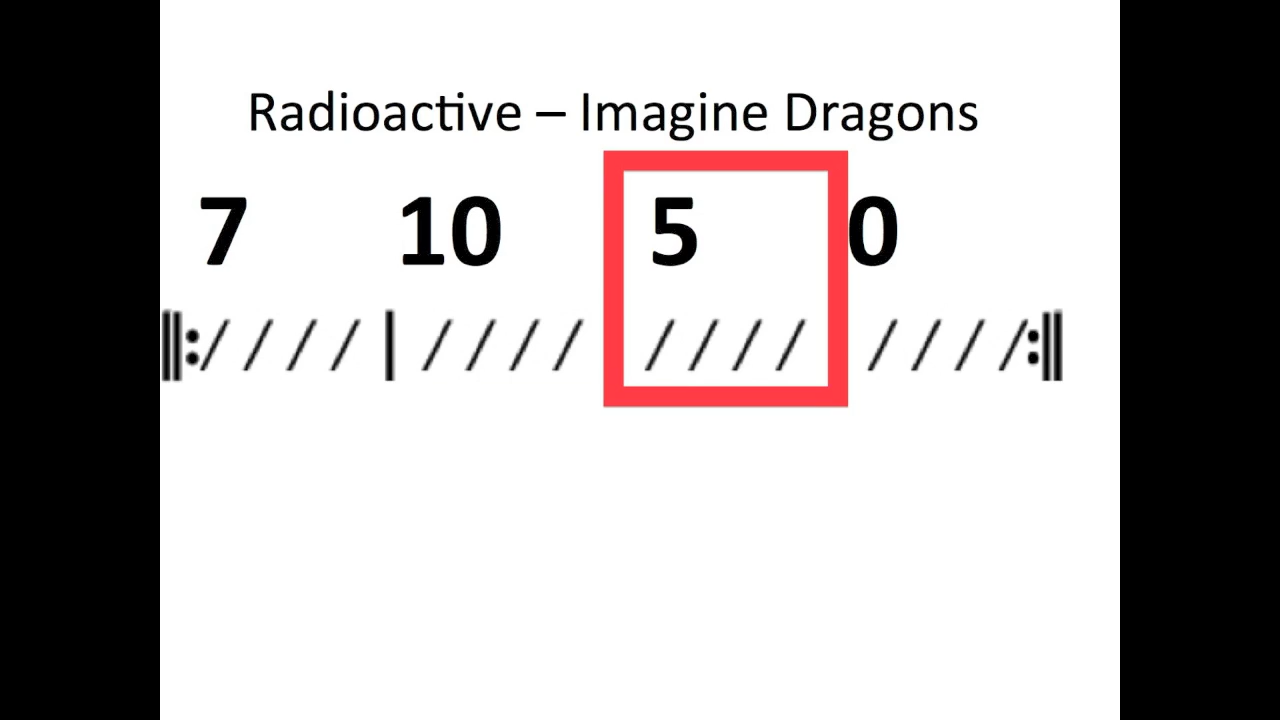 Radioactive – Imagine Dragons
7 10 5 0
||:/ / / / | / / / / / / / / / / / /:||